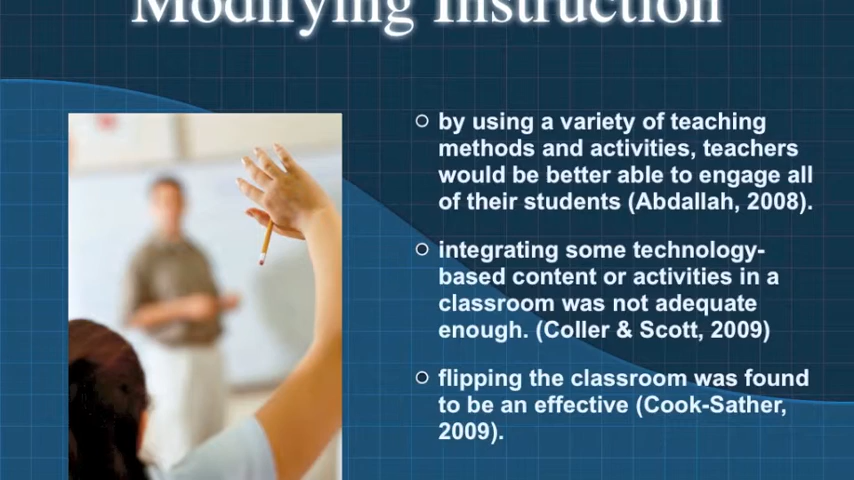 Modifying Instruction
by using a variety of teaching
methods and activities, teachers
would be better able to engage all
of their students (Abdallah, 2008).
integrating some technology-
based content or activities in a
classroom was not adequate
enough. (Coller & Scott, 2009)
flipping the classroom was found
to be an effective (Cook-Sather,
2009).